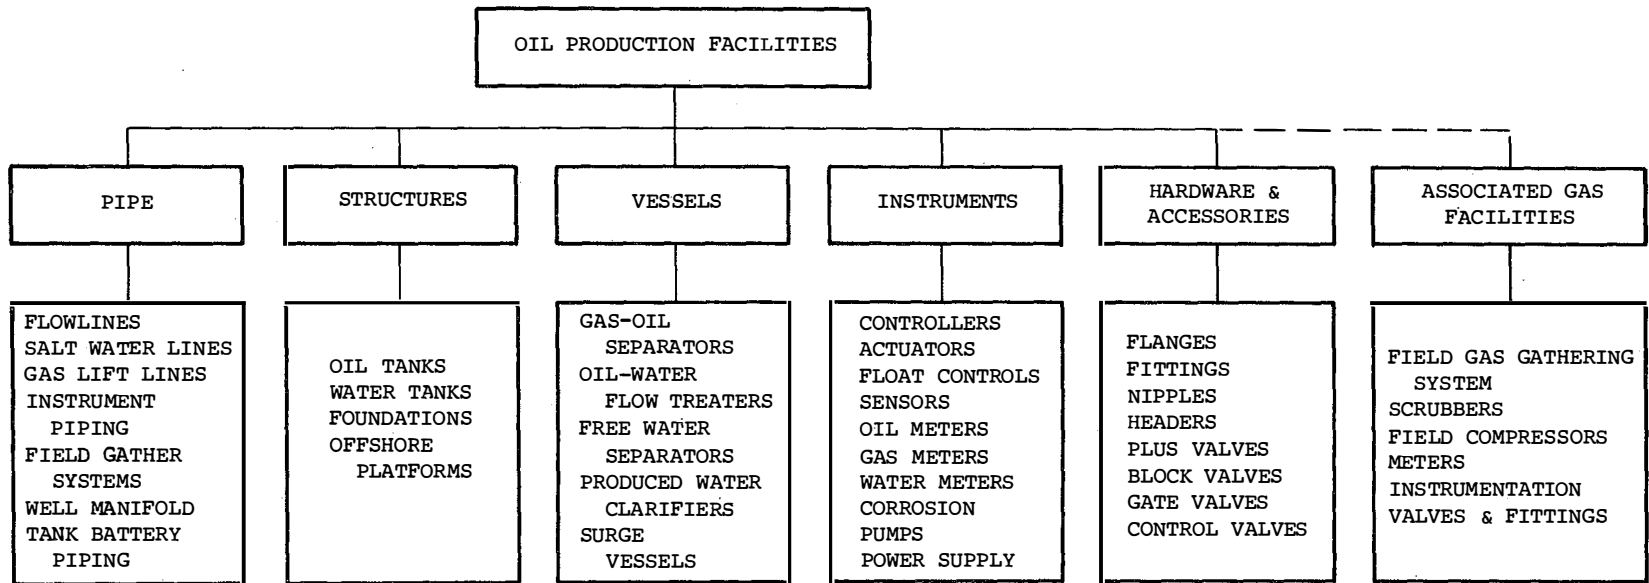 OIL PRODUCTION FACILITIES
PIPE
STRUCTURES
VESSELS
INSTRUMENTS
HARDWARE &
ACCESSORIES
ASSOCIATED GAS
FACILITIES
FLOWLINES
SALT WATER LINES
GAS LIFT LINES
INSTRUMENT
PIPING
FIELD GATHER
SYSTEMS
WELL MANIFOLD
TANK BATTERY
PIPING
OIL TANKS
WATER TANKS
FOUNDATIONS
OFFSHORE
PLATFORMS
GAS-OIL
SEPARATORS
OIL-WATER
FLOW TREATERS
FREE WATER
SEPARATORS
PRODUCED WATER
CLARIFIERS
SURGE
VESSELS
CONTROLLERS
ACTUATORS
FLOAT CONTROLS
SENSORS
OIL METERS
GAS METERS
WATER METERS
CORROSION
PUMPS
POWER SUPPLY
FLANGES
FITTINGS
NIPPLES
HEADERS
PLUS VALVES
BLOCK VALVES
GATE VALVES
CONTROL VALVES
FIELD GAS GATHERING
SYSTEM
SCRUBBERS
FIELD COMPRESSORS
METERS
INSTRUMENTATION
VALVES & FITTINGS